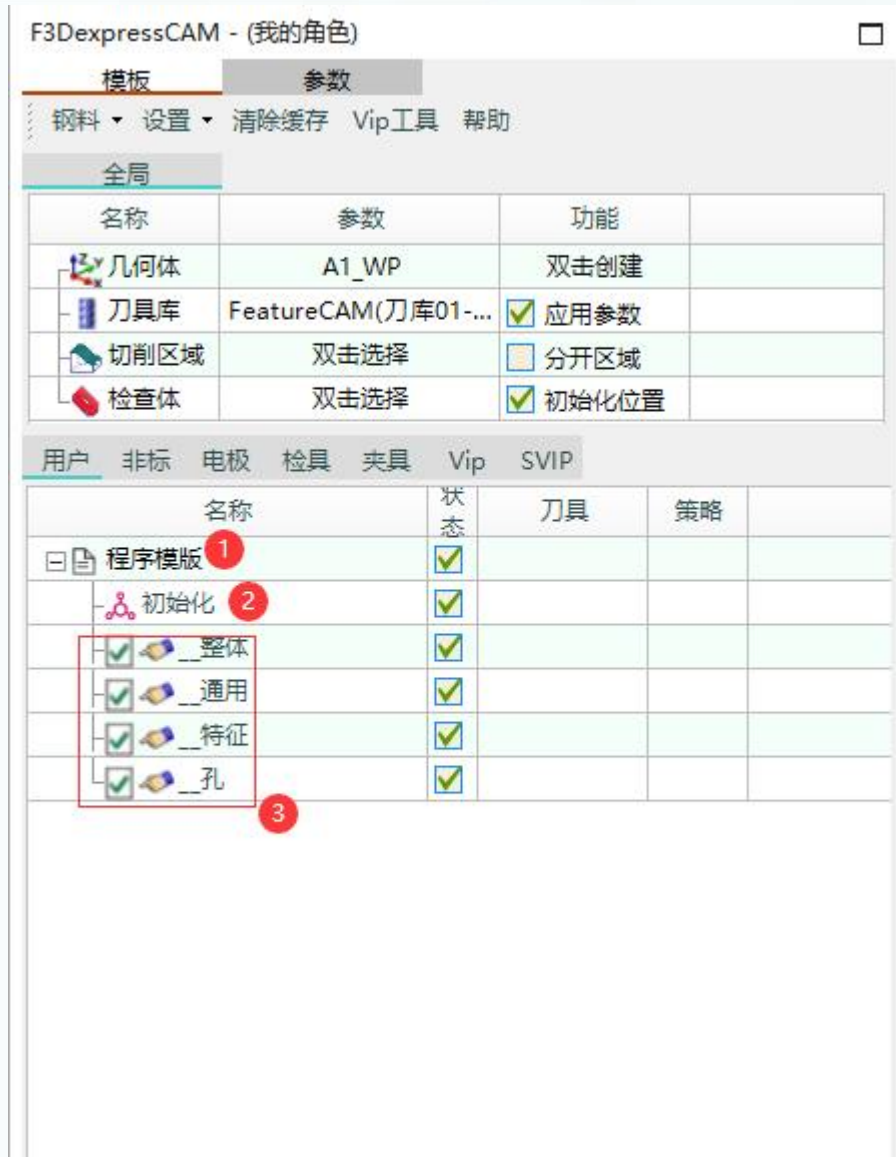 F3DexpressCAM - (我的角色)
模板 参数
钢料 设置 清除缓存 Vip工具 帮助
全局
名称 参数 功能
几何体 A1_WP 双击创建
刀具库 FeatureCAM(刀库01-... 应用参数
切削区域 双击选择 分开区域
检查体 双击选择 初始化位置
用户 非标 电极 检具 夹具 Vip SVIP
名称 状态 刀具 策略
程序模版 1
初始化 2
__整体
__通用
__特征
__孔
3